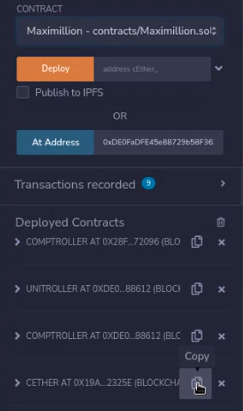 CONTRACT
Maximillion - contracts/Maximillion.sol
Deploy address cEther_
Publish to IPFS
OR
At Address 0xDE0FaDFE45e88729b58F36
Transactions recorded 9
Deployed Contracts
COMPTROLLER AT 0X28F...72096 (BLO
UNITROLLER AT 0XDE0...88612 (BLOCK
COMPTROLLER AT 0XDE0...88612 (BLO
Copy
CETHER AT 0X19A...2325E (BLOCKCHA